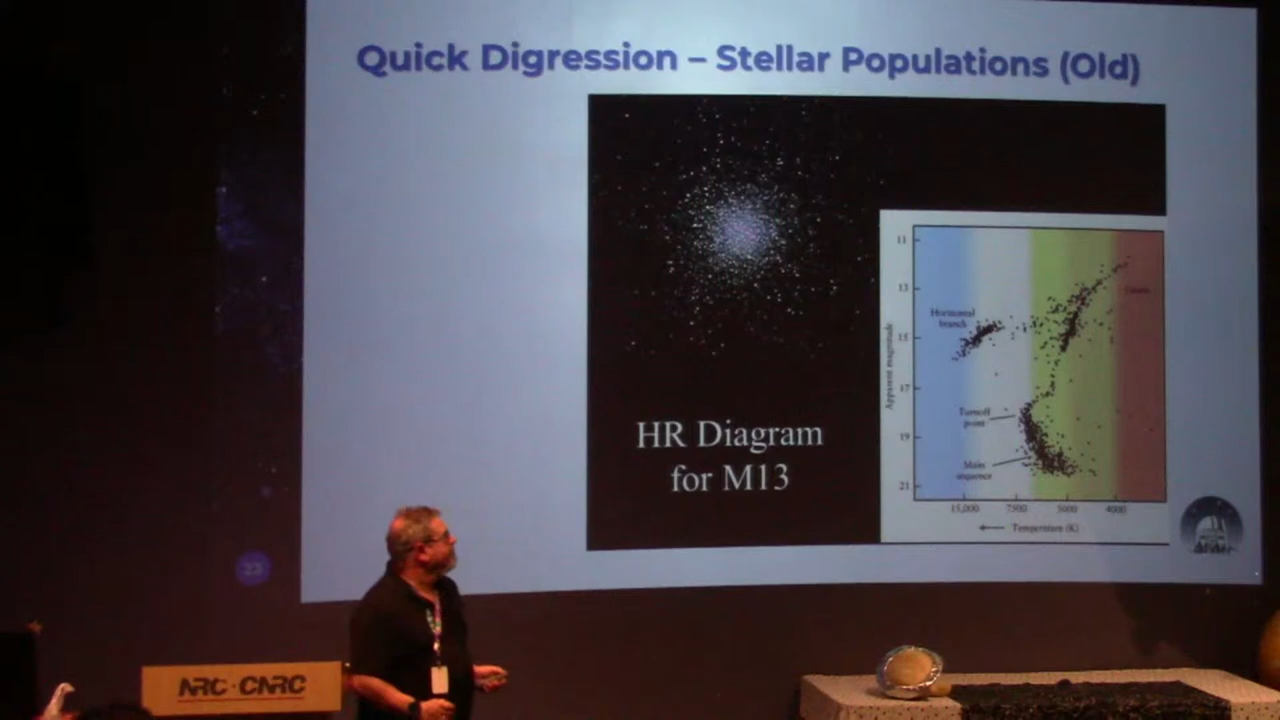 Quick Digression – Stellar Populations (Old)
HR Diagram
for M13
Apparent magnitude
11
13
15
17
19
21
Horizontal
branch
Turnoff
point
Main
sequence
15,000 7500 5000 4000
Temperature (K)
23
NRC·CNRC